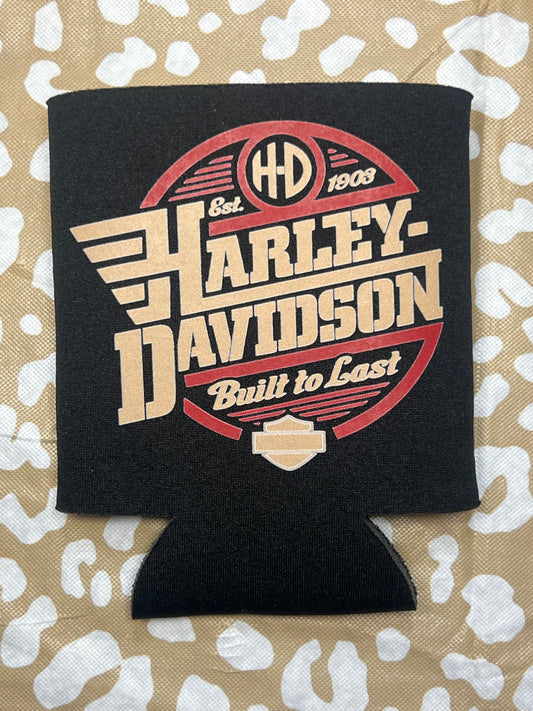 H-D
Est. 1903
HARLEY-
DAVIDSON
Built to Last